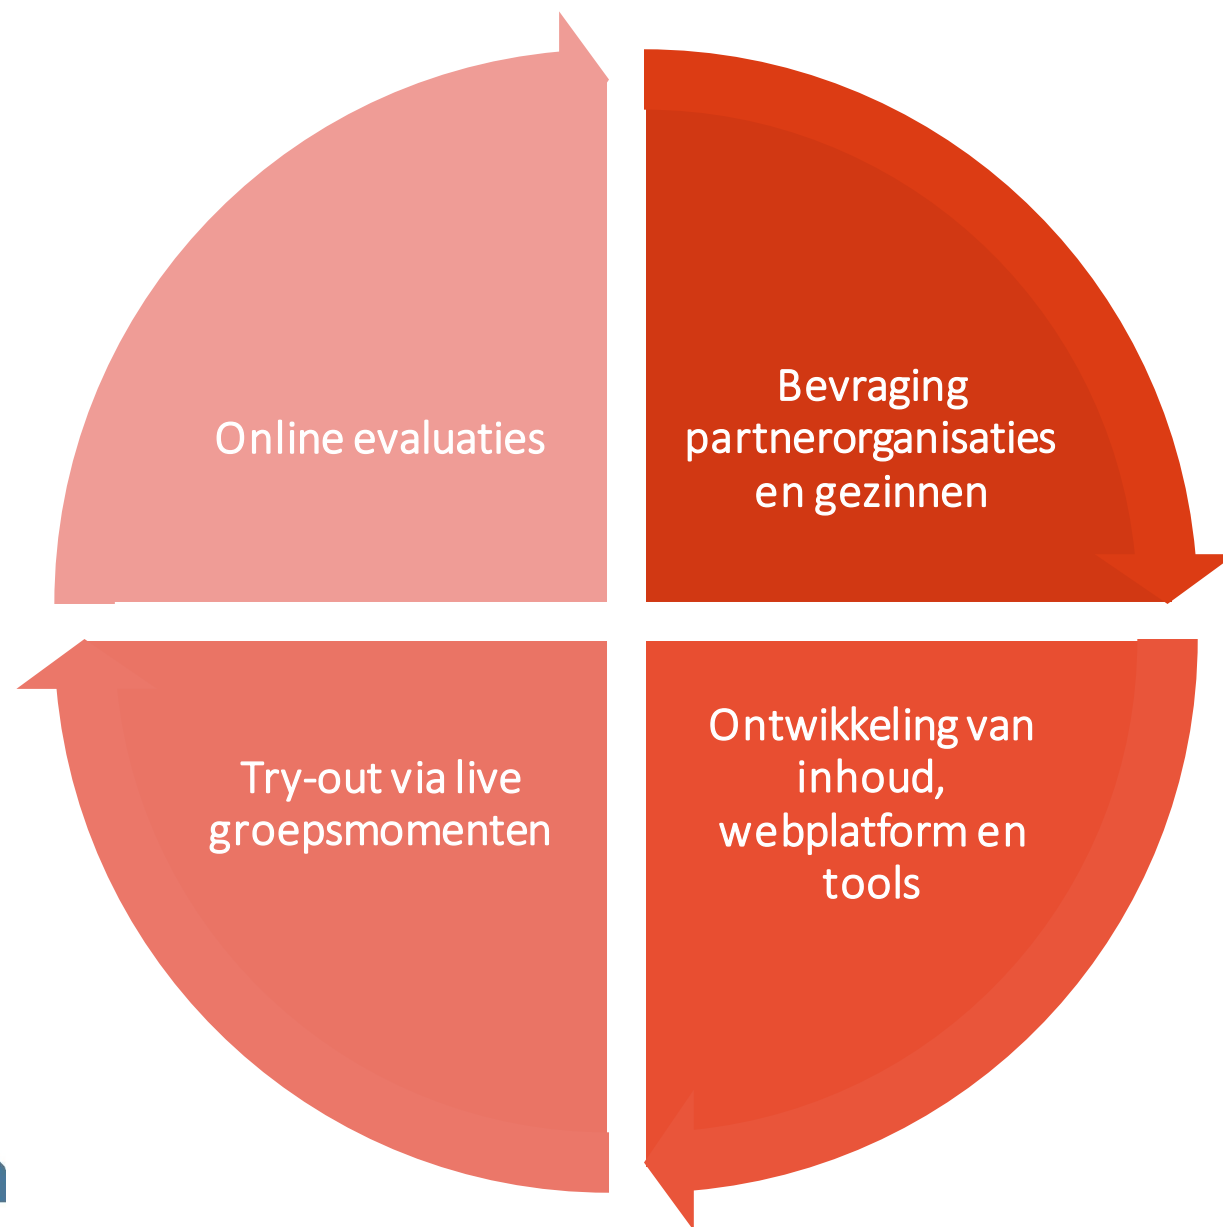 Online evaluaties
Bevraging
partnerorganisaties
en gezinnen
Try-out via live
groepsmomenten
Ontwikkeling van
inhoud,
webplatform en
tools